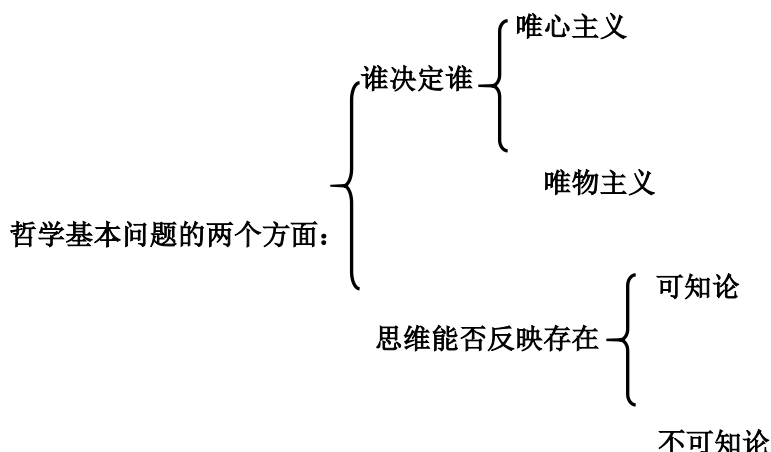 唯心主义
谁决定谁
唯物主义
哲学基本问题的两个方面：
可知论
思维能否反映存在
不可知论